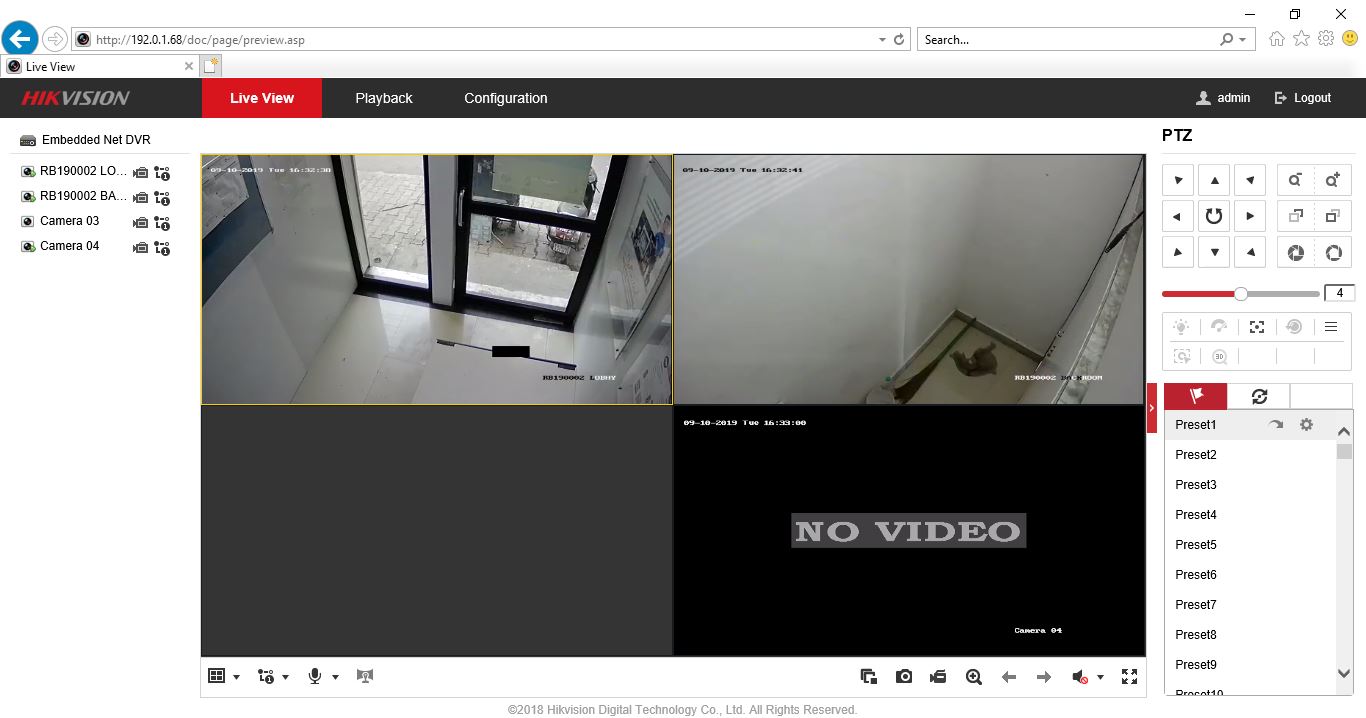 http://192.0.1.68/doc/page/preview.asp
Search...
Live View
HIKVISION
Live View
Playback
Configuration
admin
Logout
Embedded Net DVR
RB190002 LO...
RB190002 BA...
Camera 03
Camera 04
09-10-2019 Tue 16:32:38
RB190002 LOBBY
09-10-2019 Tue 16:32:41
RB190002 BACKROOM
09-10-2019 Tue 16:33:00
NO VIDEO
Camera 04
PTZ
4
3D
Preset1
Preset2
Preset3
Preset4
Preset5
Preset6
Preset7
Preset8
Preset9
Preset10
©2018 Hikvision Digital Technology Co., Ltd. All Rights Reserved.